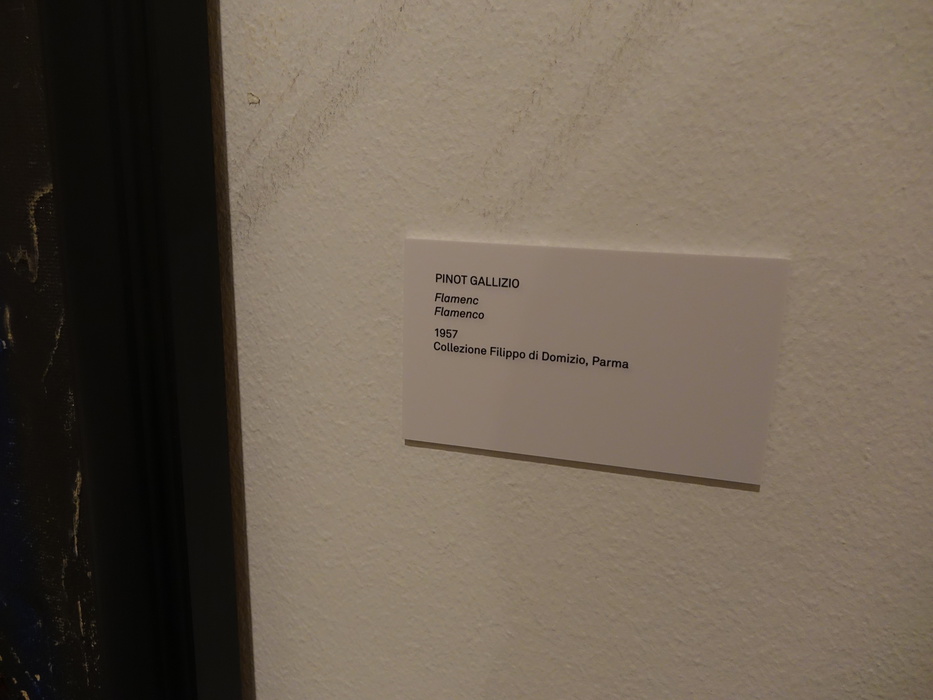 PINOT GALLIZIO
Flamenc
Flamenco
1957
Collezione Filippo di Domizio, Parma